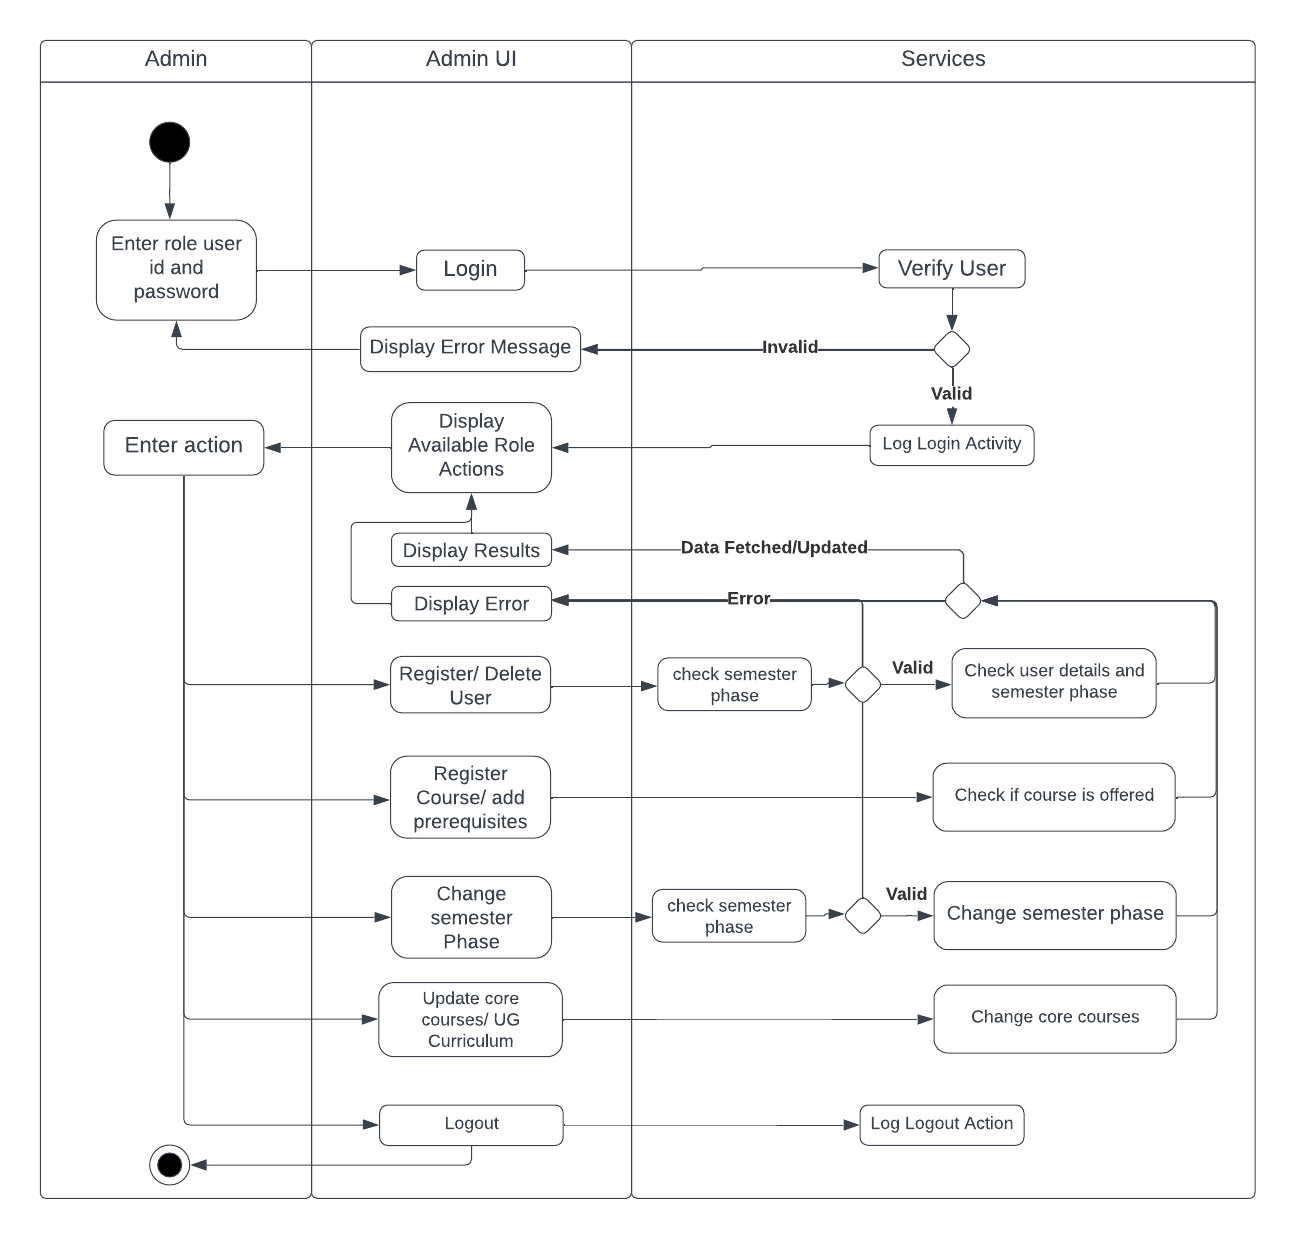 Admin
Admin UI
Services
Enter role user
id and
password
Login
Verify User
Display Error Message
Invalid
Valid
Enter action
Display
Available Role
Actions
Log Login Activity
Display Results
Data Fetched/Updated
Display Error
Error
Register/ Delete
User
check semester
phase
Valid
Check user details and
semester phase
Register
Course/ add
prerequisites
Check if course is offered
Change
semester
Phase
check semester
phase
Valid
Change semester phase
Update core
courses/ UG
Curriculum
Change core courses
Logout
Log Logout Action